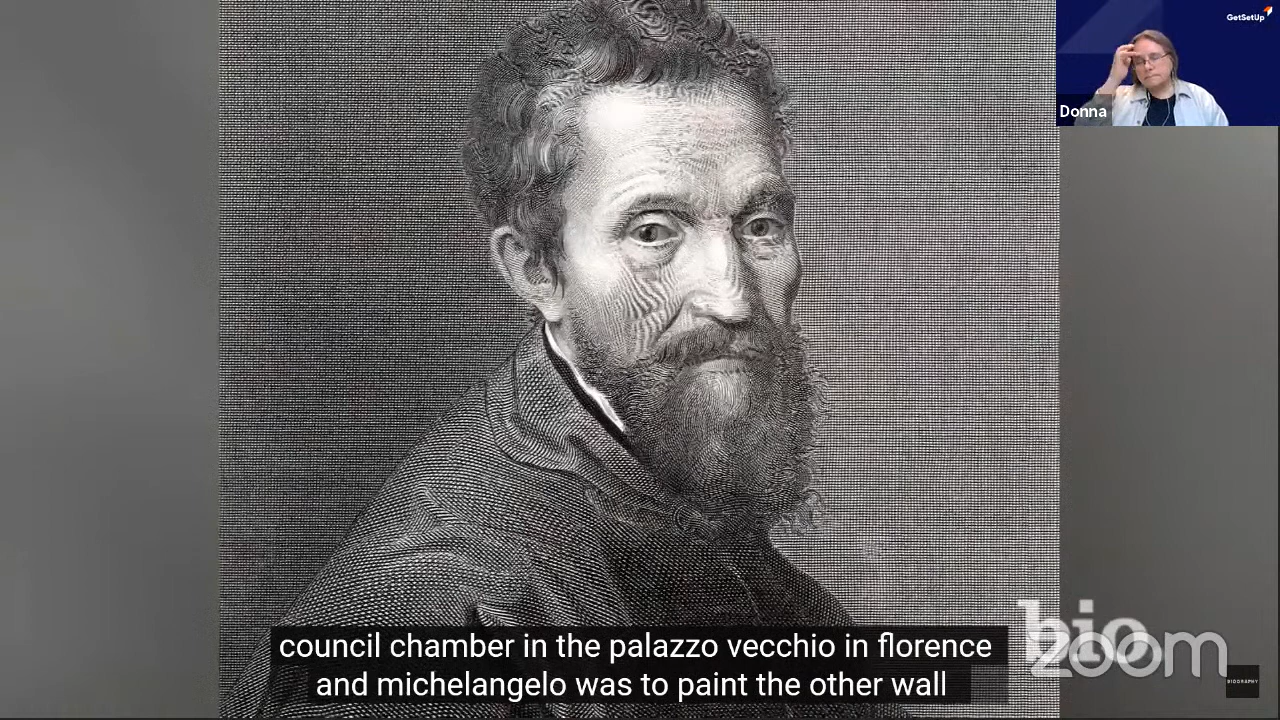 GetSetUp
Donna
council chamber in the palazzo vecchio in florence
and michelangelo was to paint the other wall
bio.
zoom
BIOGRAPHY